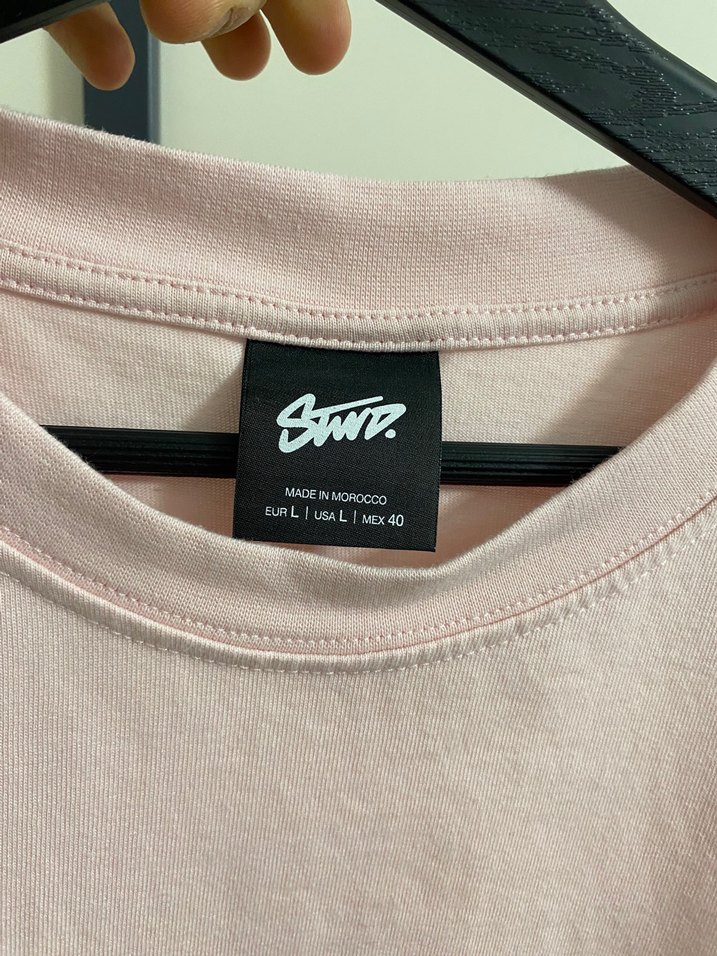 STWD.
MADE IN MOROCCO
EUR L | USA L | MEX 40